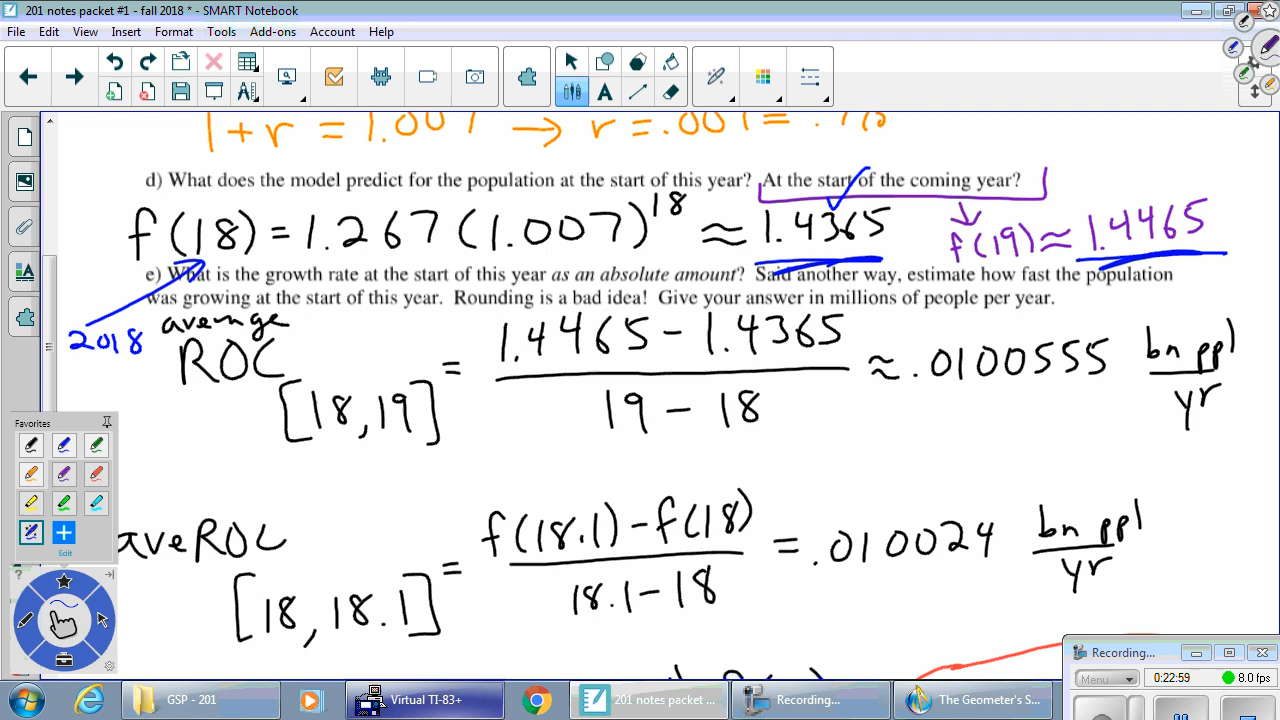 201 notes packet #1 - fall 2018 * - SMART Notebook
File Edit View Insert Format Tools Add-ons Account Help
1 + r = 1.007 → r = .007 = .7%
d) What does the model predict for the population at the start of this year? At the start of the coming year?
f(18) = 1.267(1.007)^18 ≈ 1.4365 f(19) ≈ 1.4465
e) What is the growth rate at the start of this year as an absolute amount? Said another way, estimate how fast the population
was growing at the start of this year. Rounding is a bad idea! Give your answer in millions of people per year.
2018
average
ROC [18,19] = 1.4465 - 1.4365 / 19 - 18 ≈ .0100555 bn ppl / yr
Favorites
Edit
ave ROC [18, 18.1] = f(18.1) - f(18) / 18.1 - 18 = .010024 bn ppl / yr
Recording...
Menu
0:22:59
8.0 fps
GSP - 201
Virtual TI-83+
201 notes packet ...
Recording...
The Geometer's S...